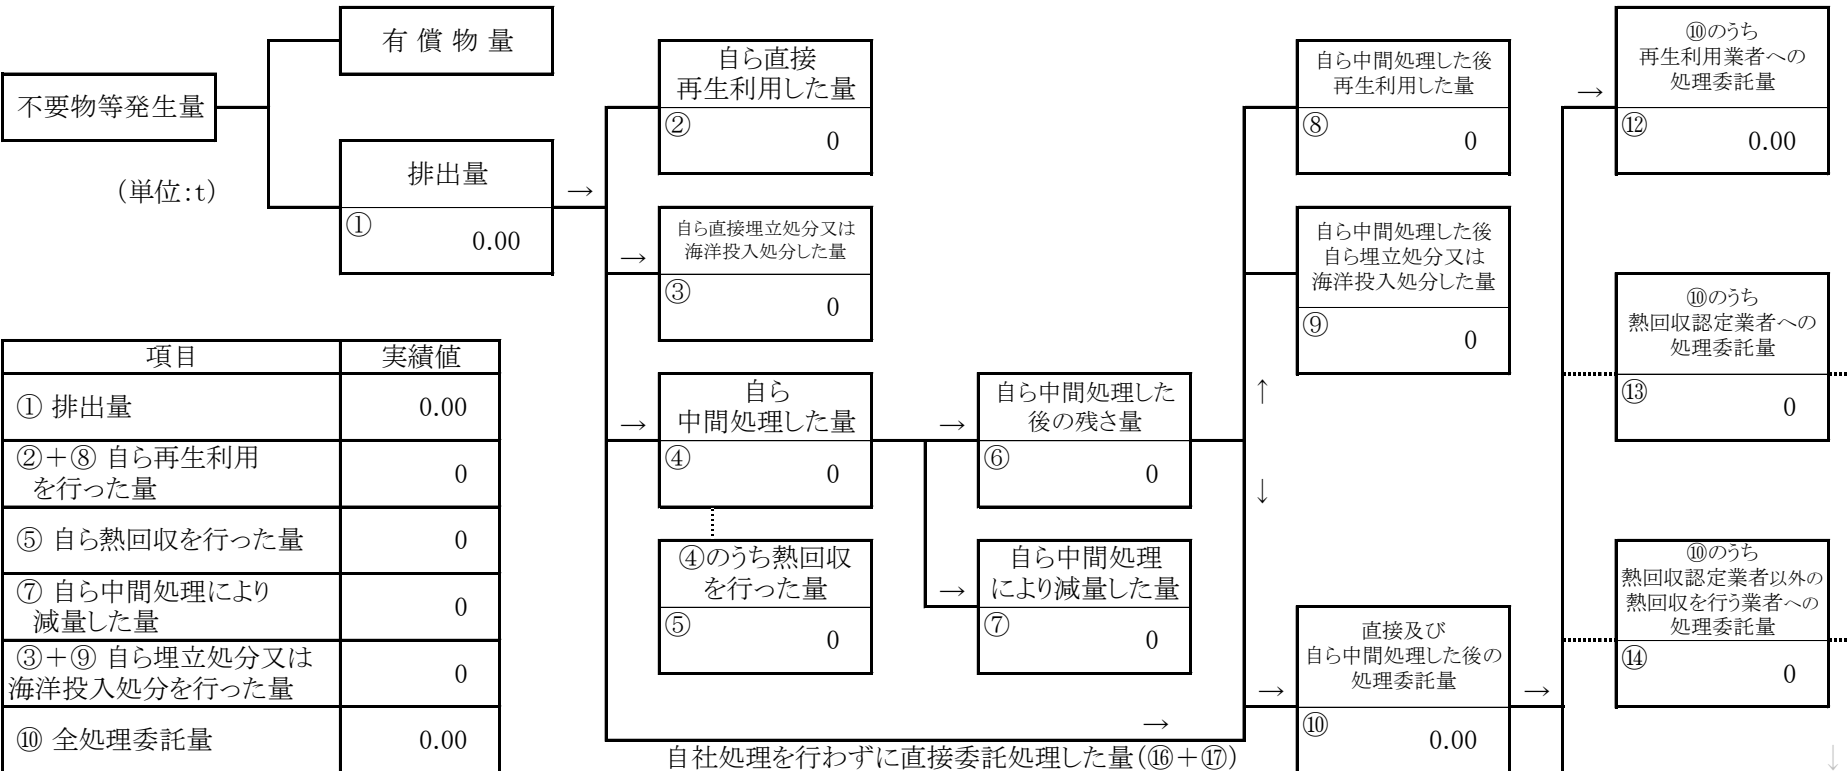 有償物量
不要物等発生量
(単位:t)
排出量
①
0.00
→
自ら直接
再生利用した量
②
0
→
自ら直接埋立処分又は
海洋投入処分した量
③
0
→
自ら
中間処理した量
④
0
④のうち熱回収
を行った量
⑤
0
→
自ら中間処理した
後の残さ量
⑥
0
→
自ら中間処理
により減量した量
⑦
0
自ら中間処理した後
再生利用した量
⑧
0
自ら中間処理した後
自ら埋立処分又は
海洋投入処分した量
⑨
0
↑
↓
→
直接及び
自ら中間処理した後の
処理委託量
⑩
0.00
→
自社処理を行わずに直接委託処理した量(⑯+⑰)
→
→
⑩のうち
再生利用業者への
処理委託量
⑫
0.00
⑩のうち
熱回収認定業者への
処理委託量
⑬
0
⑩のうち
熱回収認定業者以外の
熱回収を行う業者への
処理委託量
⑭
0
↓
項目 実績値
① 排出量 0.00
②+⑧ 自ら再生利用
を行った量
0
⑤ 自ら熱回収を行った量 0
⑦ 自ら中間処理により
減量した量
0
③+⑨ 自ら埋立処分又は
海洋投入処分を行った量
0
⑩ 全処理委託量 0.00